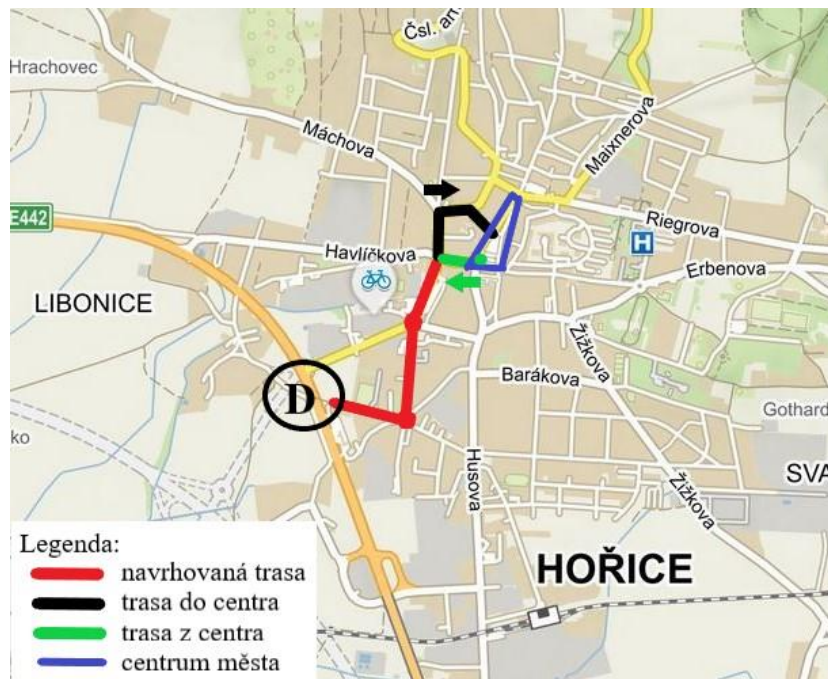 Čsl. arm.
Hrachovec
Máchova
Maixnerova
E442
Riegrova
H
Havlíčkova
Erbenova
LIBONICE
Žižkova
D
Barákova
Gothard
ko
Husova
SVA
Žižkova
Legenda:
navrhovaná trasa
HOŘICE
trasa do centra
trasa z centra
centrum města